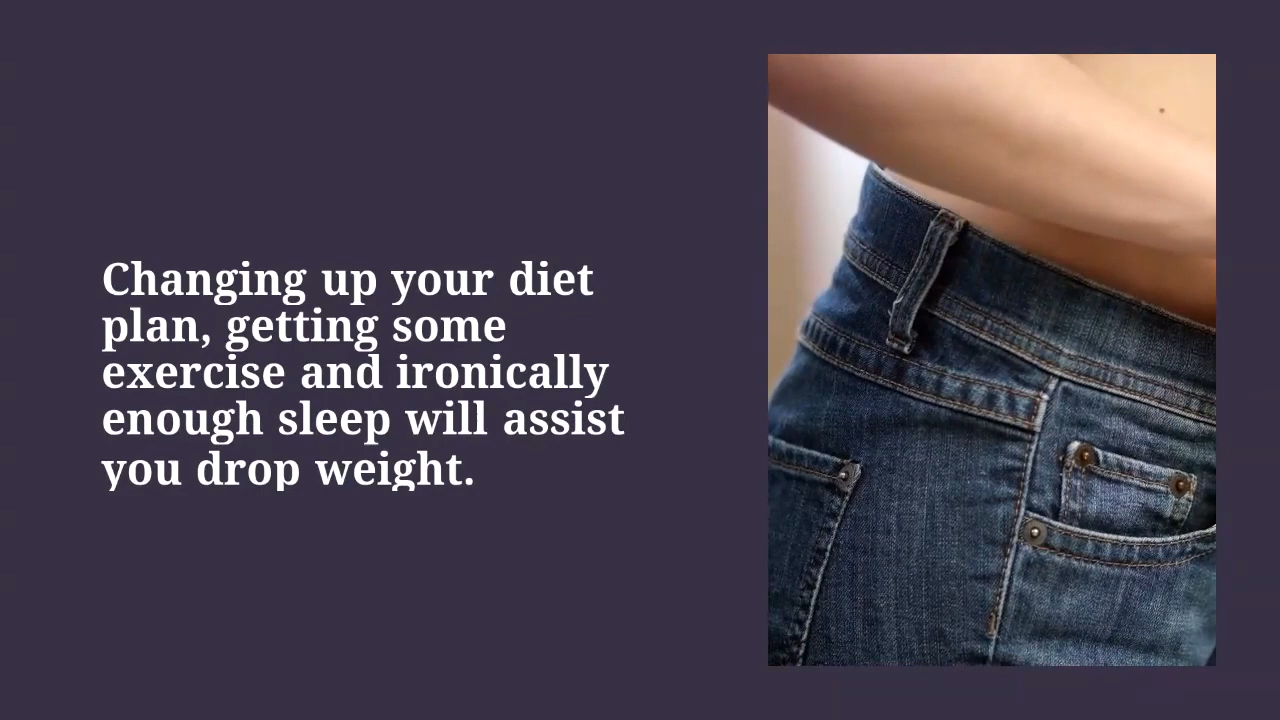 Changing up your diet
plan, getting some
exercise and ironically
enough sleep will assist
you drop weight.